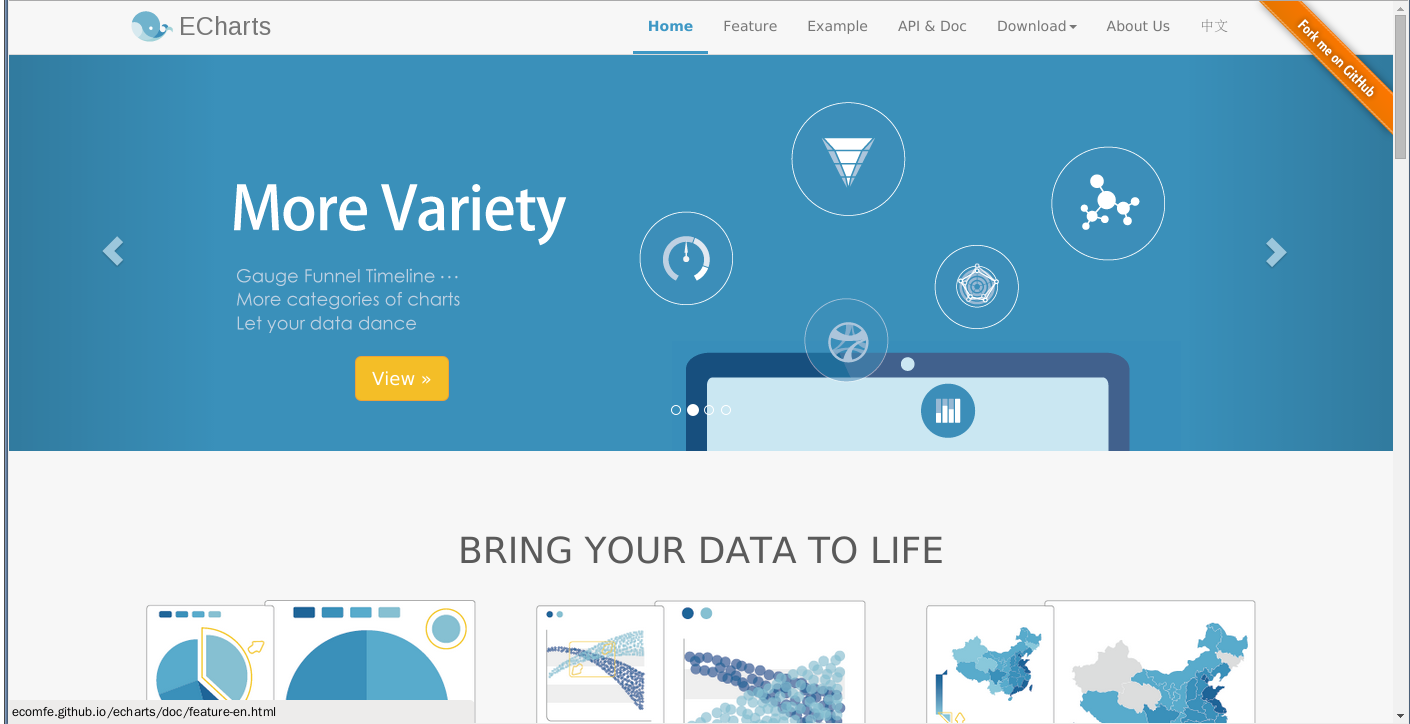 ECharts
Home Feature Example API & Doc Download About Us 中文
Fork me on GitHub
More Variety
Gauge Funnel Timeline ···
More categories of charts
Let your data dance
View »
BRING YOUR DATA TO LIFE
ecomfe.github.io/echarts/doc/feature-en.html